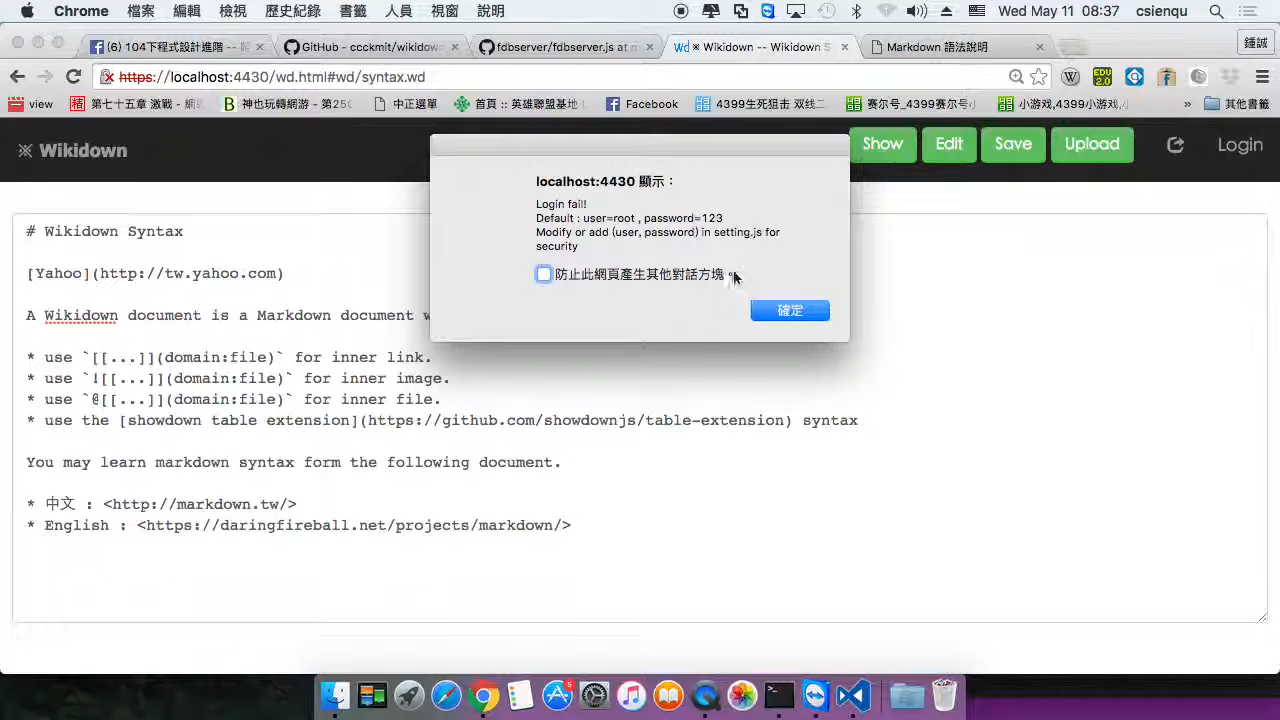 Chrome 檔案 編輯 檢視 歷史紀錄 書籤 人員 視窗 說明 Wed May 11 08:37 csienqu
(6) 104下程式設計進階 -- GitHub - ccckmit/wikidow fdbserver/fdbserver.js at m Wd ※ Wikidown -- Wikidown S Markdown 語法說明 鍾誠
https://localhost:4430/wd.html#wd/syntax.wd
view 第七十五章 激戰 - 神也玩轉网游 - 第250 中正選單 首頁 :: 英雄聯盟基地 Facebook 4399生死狙击 双线二 赛尔号_4399赛尔号 小游戏,4399小游戏, » 其他書籤
※ Wikidown Show Edit Save Upload Login
localhost:4430 顯示：
Login fail!
Default : user=root , password=123
Modify or add (user, password) in setting.js for
security
防止此網頁產生其他對話方塊。
確定
# Wikidown Syntax
[Yahoo](http://tw.yahoo.com)
A Wikidown document is a Markdown document
* use `[[...]](domain:file)` for inner link.
* use `![[...]](domain:file)` for inner image.
* use `@[[...]](domain:file)` for inner file.
* use the [showdown table extension](https://github.com/showdownjs/table-extension) syntax
You may learn markdown syntax form the following document.
* 中文 : <http://markdown.tw/>
* English : <https://daringfireball.net/projects/markdown/>
5